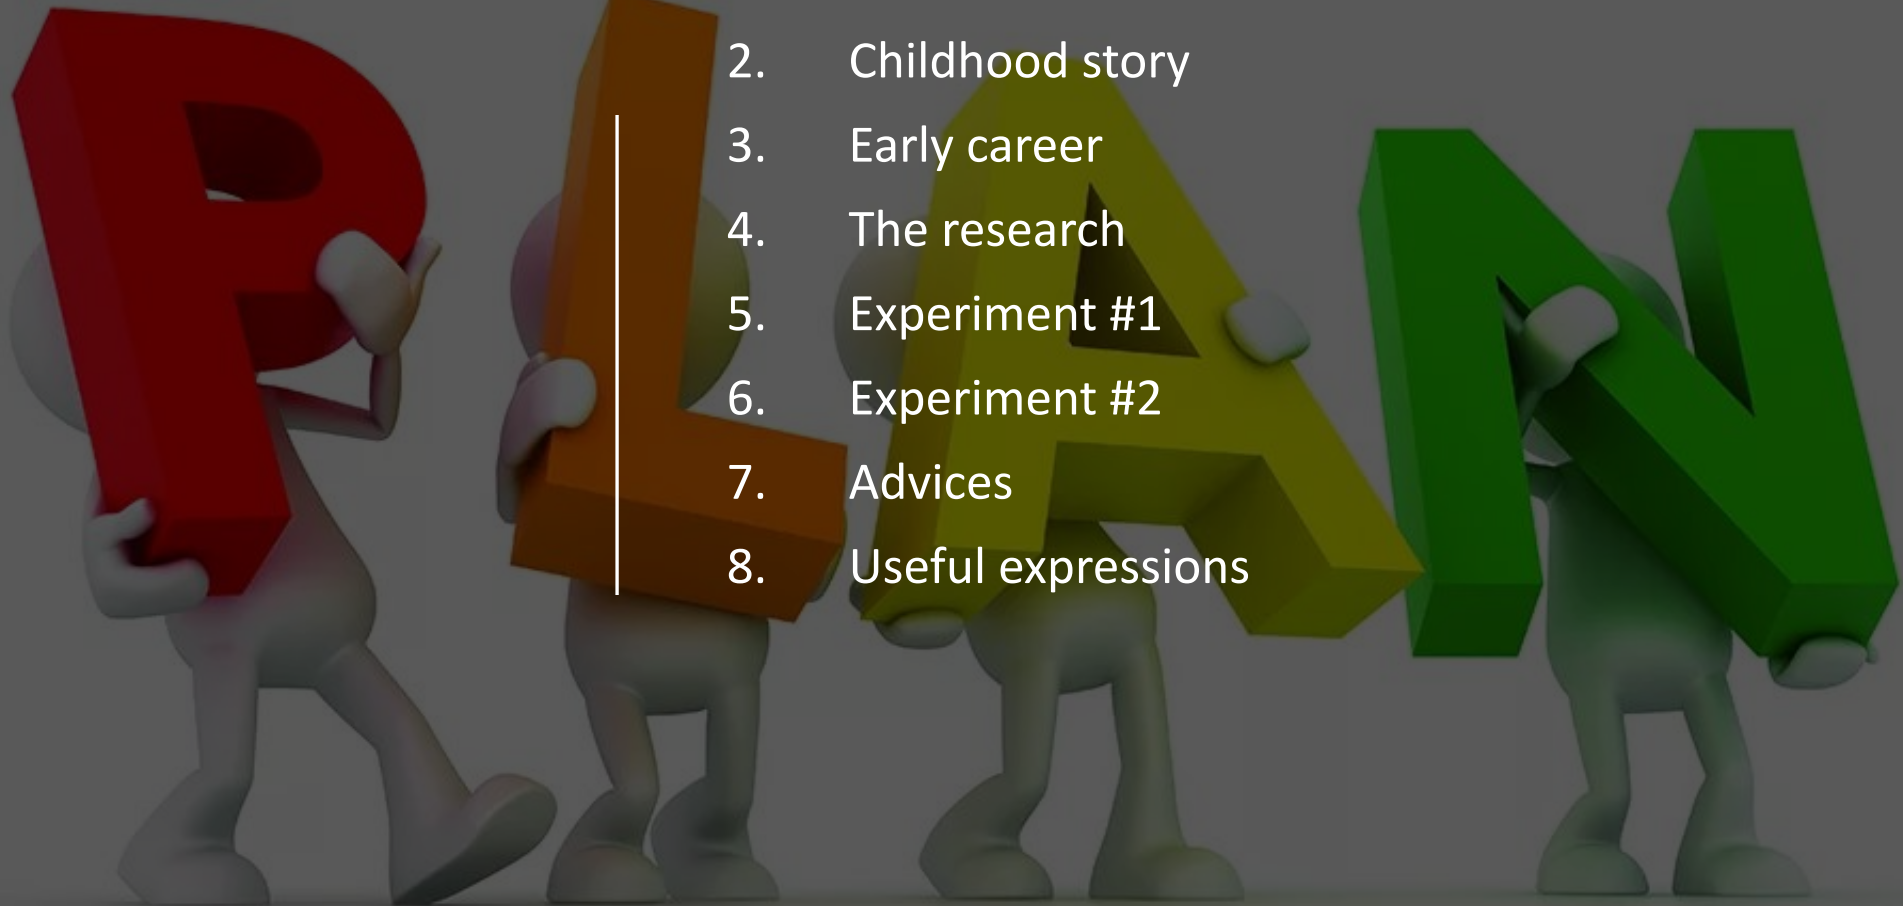 PLAN
2. Childhood story
3. Early career
4. The research
5. Experiment #1
6. Experiment #2
7. Advices
8. Useful expressions